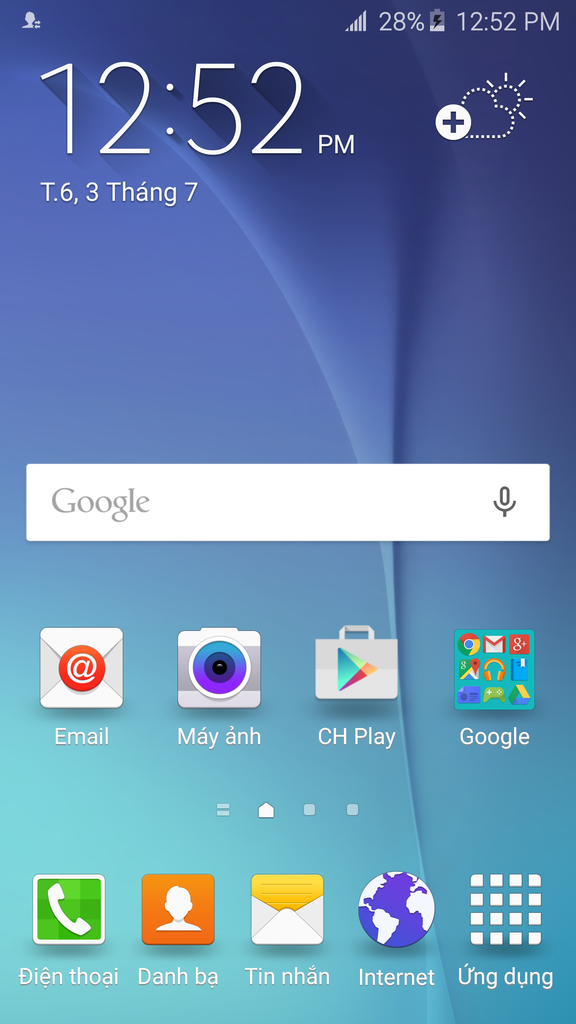 28% 12:52 PM
12:52 PM
T.6, 3 Tháng 7
Google
Email Máy ảnh CH Play Google
Điện thoại Danh bạ Tin nhắn Internet Ứng dụng